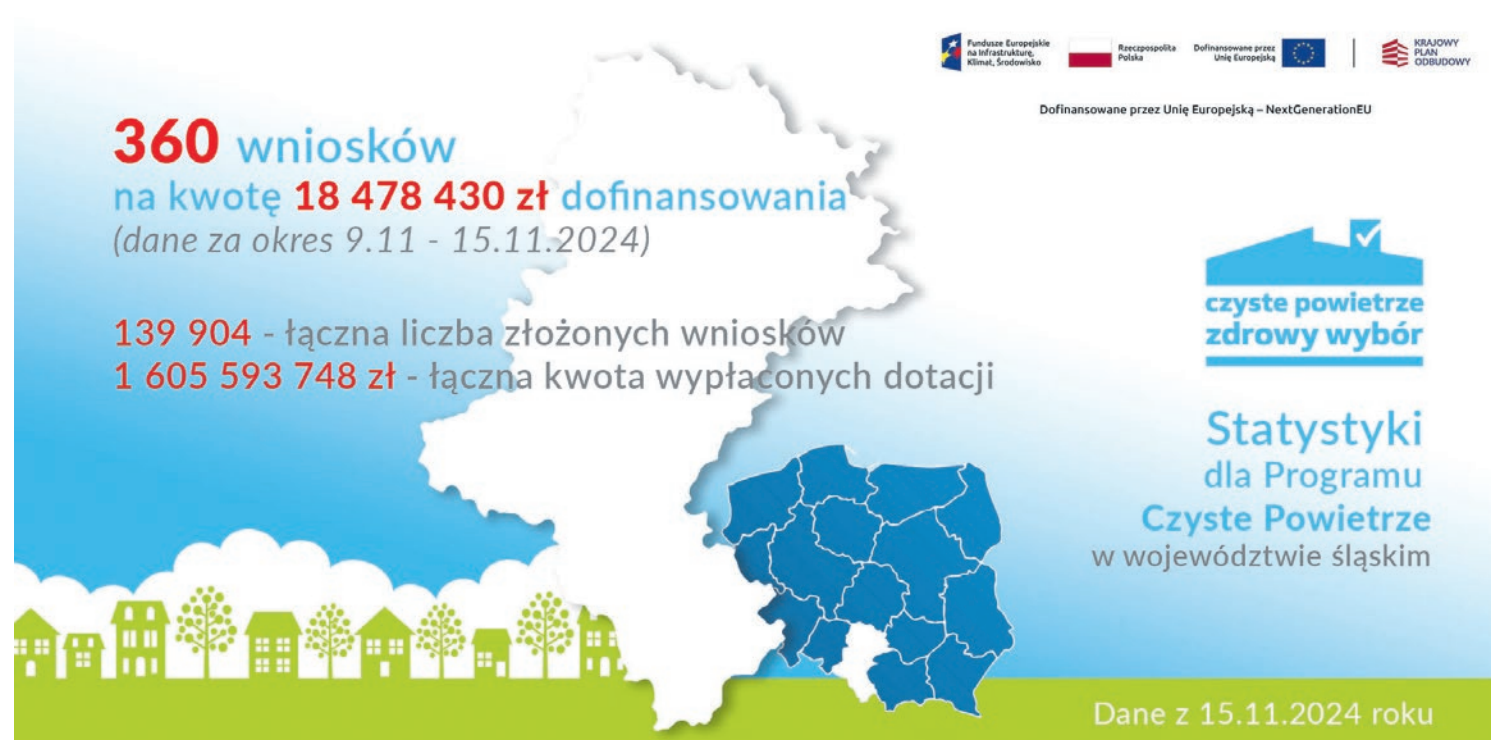 Fundusze Europejskie
na Infrastrukturę,
Klimat, Środowisko
Rzeczpospolita
Polska
Dofinansowane przez
Unię Europejską
KRAJOWY
PLAN
ODBUDOWY
Dofinansowane przez Unię Europejską – NextGenerationEU
360 wniosków
na kwotę 18 478 430 zł dofinansowania
(dane za okres 9.11 - 15.11.2024)
139 904 - łączna liczba złożonych wniosków
1 605 593 748 zł - łączna kwota wypłaconych dotacji
czyste powietrze
zdrowy wybór
Statystyki
dla Programu
Czyste Powietrze
w województwie śląskim
Dane z 15.11.2024 roku